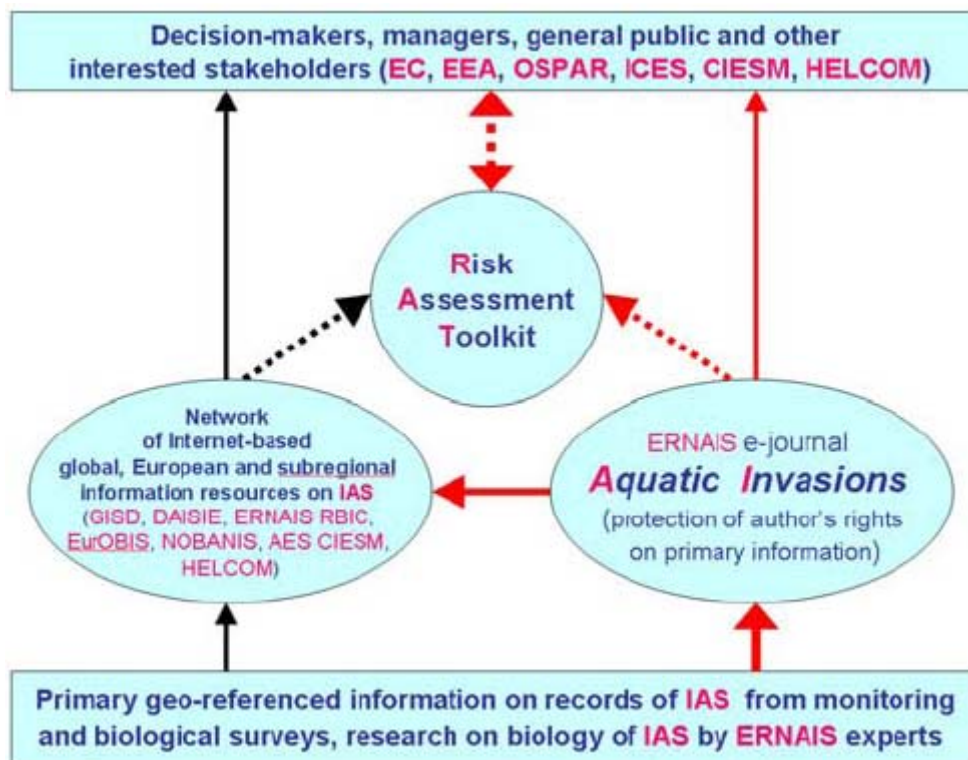 Decision-makers, managers, general public and other
interested stakeholders (EC, EEA, OSPAR, ICES, CIESM, HELCOM)
Risk
Assessment
Toolkit
Network
of Internet-based
global, European and subregional
information resources on IAS
(GISD, DAISIE, ERNAIS RBIC,
EurOBIS, NOBANIS, AES CIESM,
HELCOM)
ERNAIS e-journal
Aquatic Invasions
(protection of author's rights
on primary information)
Primary geo-referenced information on records of IAS from monitoring
and biological surveys, research on biology of IAS by ERNAIS experts